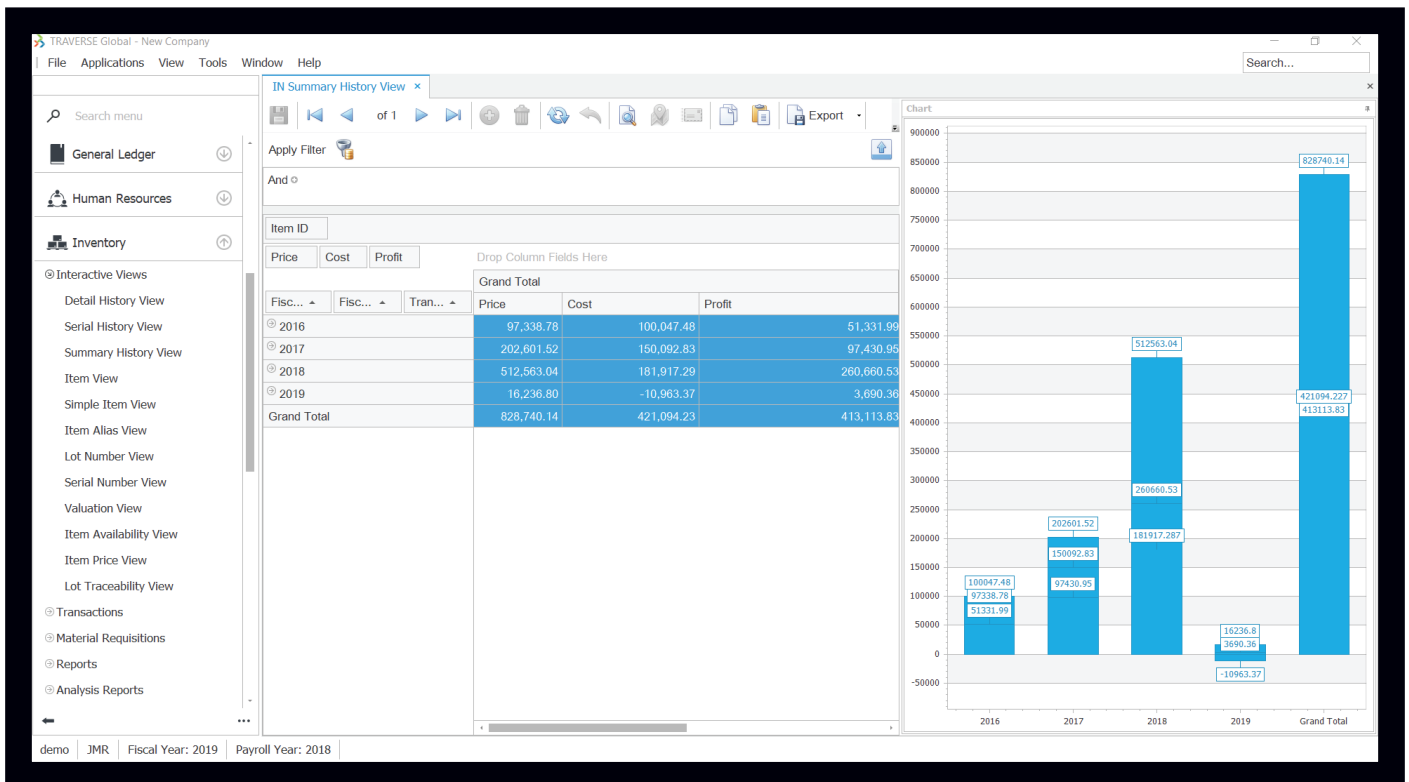 TRAVERSE Global - New Company
File Applications View Tools Window Help Search...
IN Summary History View ×
Search menu
of 1 Export
General Ledger
Human Resources
Inventory
Interactive Views
Detail History View
Serial History View
Summary History View
Item View
Simple Item View
Item Alias View
Lot Number View
Serial Number View
Valuation View
Item Availability View
Item Price View
Lot Traceability View
Transactions
Material Requisitions
Reports
Analysis Reports
Apply Filter
And
Item ID
Price Cost Profit Drop Column Fields Here
Grand Total
Fisc... Fisc... Tran... Price Cost Profit
2016 97,338.78 100,047.48 51,331.99
2017 202,601.52 150,092.83 97,430.95
2018 512,563.04 181,917.29 260,660.53
2019 16,236.80 -10,963.37 3,690.36
Grand Total 828,740.14 421,094.23 413,113.83
Chart
900000
850000
800000
750000
700000
650000
600000
550000
500000
450000
400000
350000
300000
250000
200000
150000
100000
50000
0
-50000
100047.48
97338.78
51331.99
202601.52
150092.83
97430.95
512563.04
260660.53
181917.287
16236.8
3690.36
-10963.37
828740.14
421094.227
413113.83
2016 2017 2018 2019 Grand Total
demo JMR Fiscal Year: 2019 Payroll Year: 2018